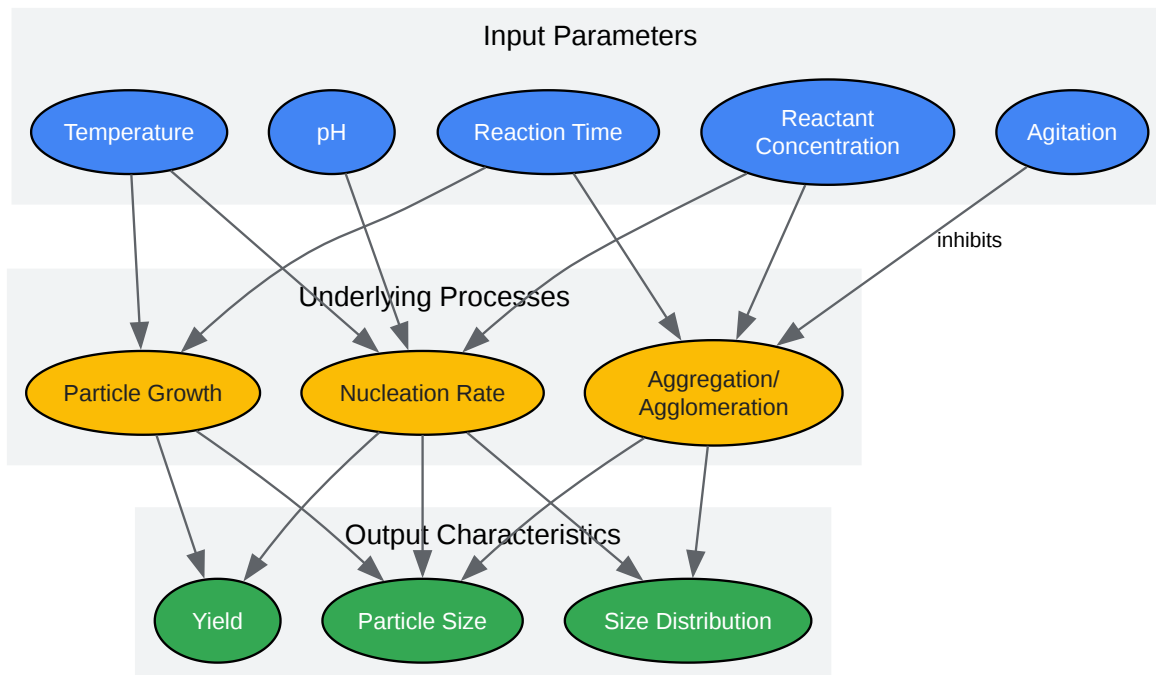 Input Parameters
Temperature
pH
Reaction Time
Reactant
Concentration
Agitation
inhibits
Underlying Processes
Particle Growth
Nucleation Rate
Aggregation/
Agglomeration
Output Characteristics
Yield
Particle Size
Size Distribution